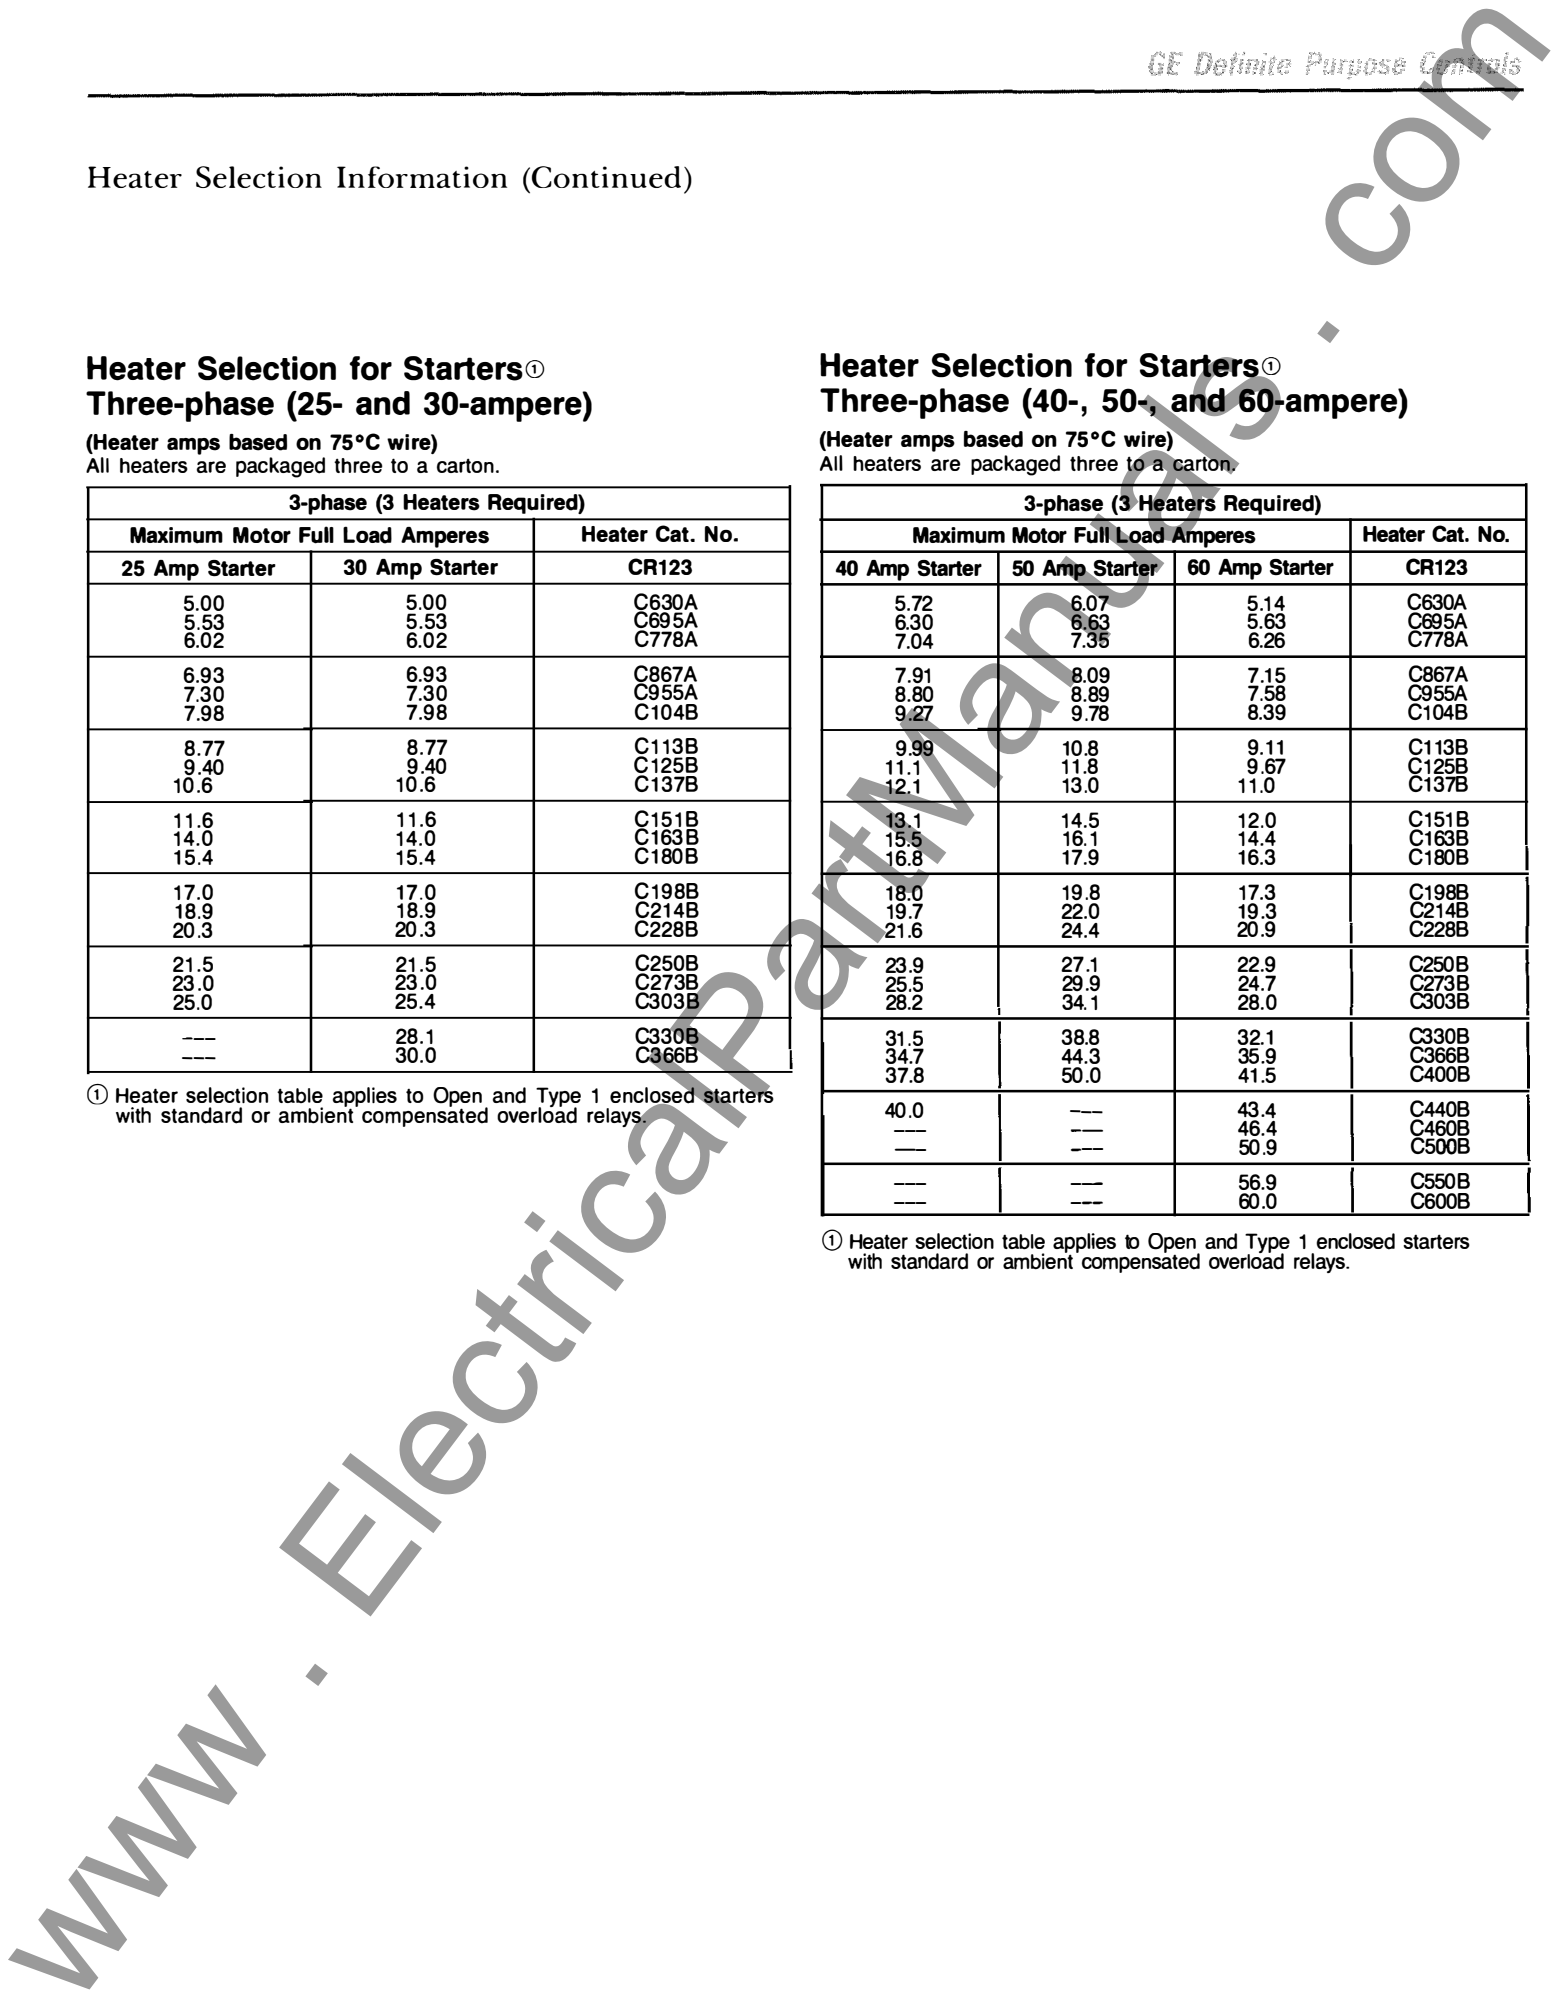 GE Definite Purpose Controls
Heater Selection Information (Continued)
Heater Selection for Starters①
Three-phase (25- and 30-ampere)
(Heater amps based on 75°C wire)
All heaters are packaged three to a carton.
3-phase (3 Heaters Required)
Maximum Motor Full Load Amperes Heater Cat. No.
25 Amp Starter 30 Amp Starter CR123
5.00 5.00 C630A
5.53 5.53 C695A
6.02 6.02 C778A
6.93 6.93 C867A
7.30 7.30 C955A
7.98 7.98 C104B
8.77 8.77 C113B
9.40 9.40 C125B
10.6 10.6 C137B
11.6 11.6 C151B
14.0 14.0 C163B
15.4 15.4 C180B
17.0 17.0 C198B
18.9 18.9 C214B
20.3 20.3 C228B
21.5 21.5 C250B
23.0 23.0 C273B
25.0 25.4 C303B
--- 28.1 C330B
--- 30.0 C366B
① Heater selection table applies to Open and Type 1 enclosed starters
with standard or ambient compensated overload relays.
Heater Selection for Starters①
Three-phase (40-, 50-, and 60-ampere)
(Heater amps based on 75°C wire)
All heaters are packaged three to a carton.
3-phase (3 Heaters Required)
Maximum Motor Full Load Amperes Heater Cat. No.
40 Amp Starter 50 Amp Starter 60 Amp Starter CR123
5.72 6.07 5.14 C630A
6.30 6.63 5.63 C695A
7.04 7.35 6.26 C778A
7.91 8.09 7.15 C867A
8.80 8.89 7.58 C955A
9.27 9.78 8.39 C104B
9.99 10.8 9.11 C113B
11.1 11.8 9.67 C125B
12.1 13.0 11.0 C137B
13.1 14.5 12.0 C151B
15.5 16.1 14.4 C163B
16.8 17.9 16.3 C180B
18.0 19.8 17.3 C198B
19.7 22.0 19.3 C214B
21.6 24.4 20.9 C228B
23.9 27.1 22.9 C250B
25.5 29.9 24.7 C273B
28.2 34.1 28.0 C303B
31.5 38.8 32.1 C330B
34.7 44.3 35.9 C366B
37.8 50.0 41.5 C400B
40.0 --- 43.4 C440B
--- --- 46.4 C460B
--- --- 50.9 C500B
--- --- 56.9 C550B
--- --- 60.0 C600B
① Heater selection table applies to Open and Type 1 enclosed starters
with standard or ambient compensated overload relays.
www . ElectricalPartManuals . com